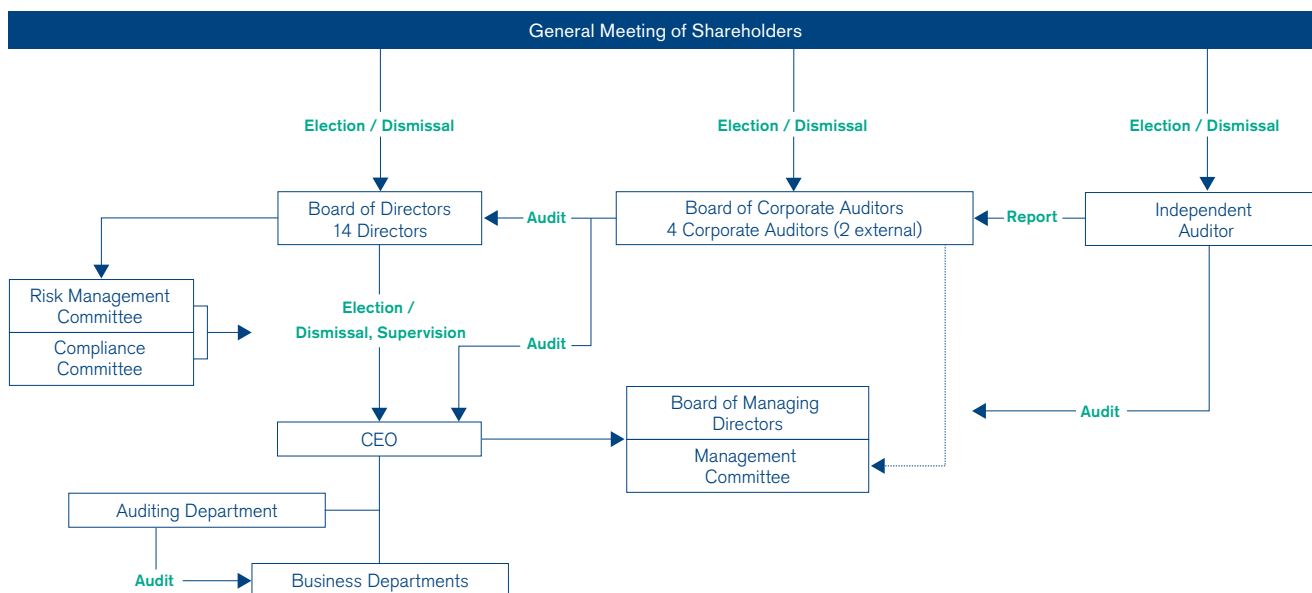 General Meeting of Shareholders
Election / Dismissal
Election / Dismissal
Election / Dismissal
Board of Directors
14 Directors
Audit
Board of Corporate Auditors
4 Corporate Auditors (2 external)
Report
Independent
Auditor
Risk Management
Committee
Compliance
Committee
Election /
Dismissal, Supervision
Audit
Board of Managing
Directors
Management
Committee
Audit
CEO
Auditing Department
Audit
Business Departments